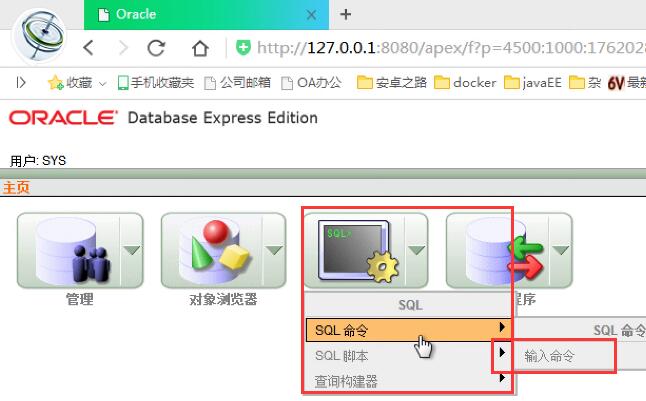 Oracle
http://127.0.0.1:8080/apex/f?p=4500:1000:1762028
收藏 手机收藏夹 公司邮箱 OA办公 安卓之路 docker javaEE 杂 6V 最新
ORACLE Database Express Edition
用户: SYS
主页
SQL>
管理 对象浏览器 程序
SQL
SQL 命令 SQL 命令
SQL 脚本 输入命令
查询构建器